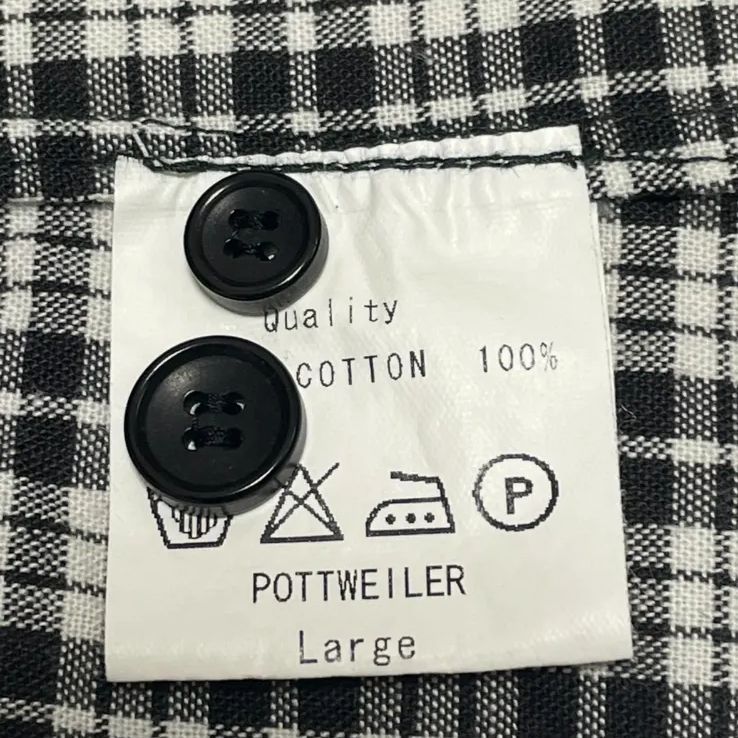 Quality
COTTON 100%
P
POTTWEILER
Large